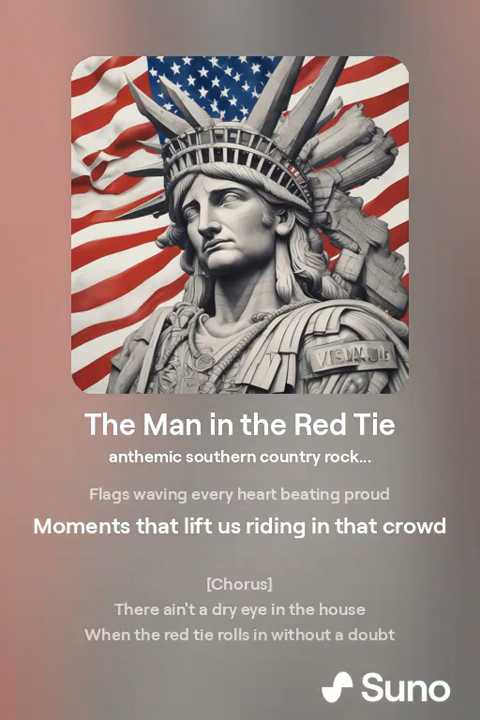 The Man in the Red Tie
anthemic southern country rock...
Flags waving every heart beating proud
Moments that lift us riding in that crowd
[Chorus]
There ain't a dry eye in the house
When the red tie rolls in without a doubt
Suno